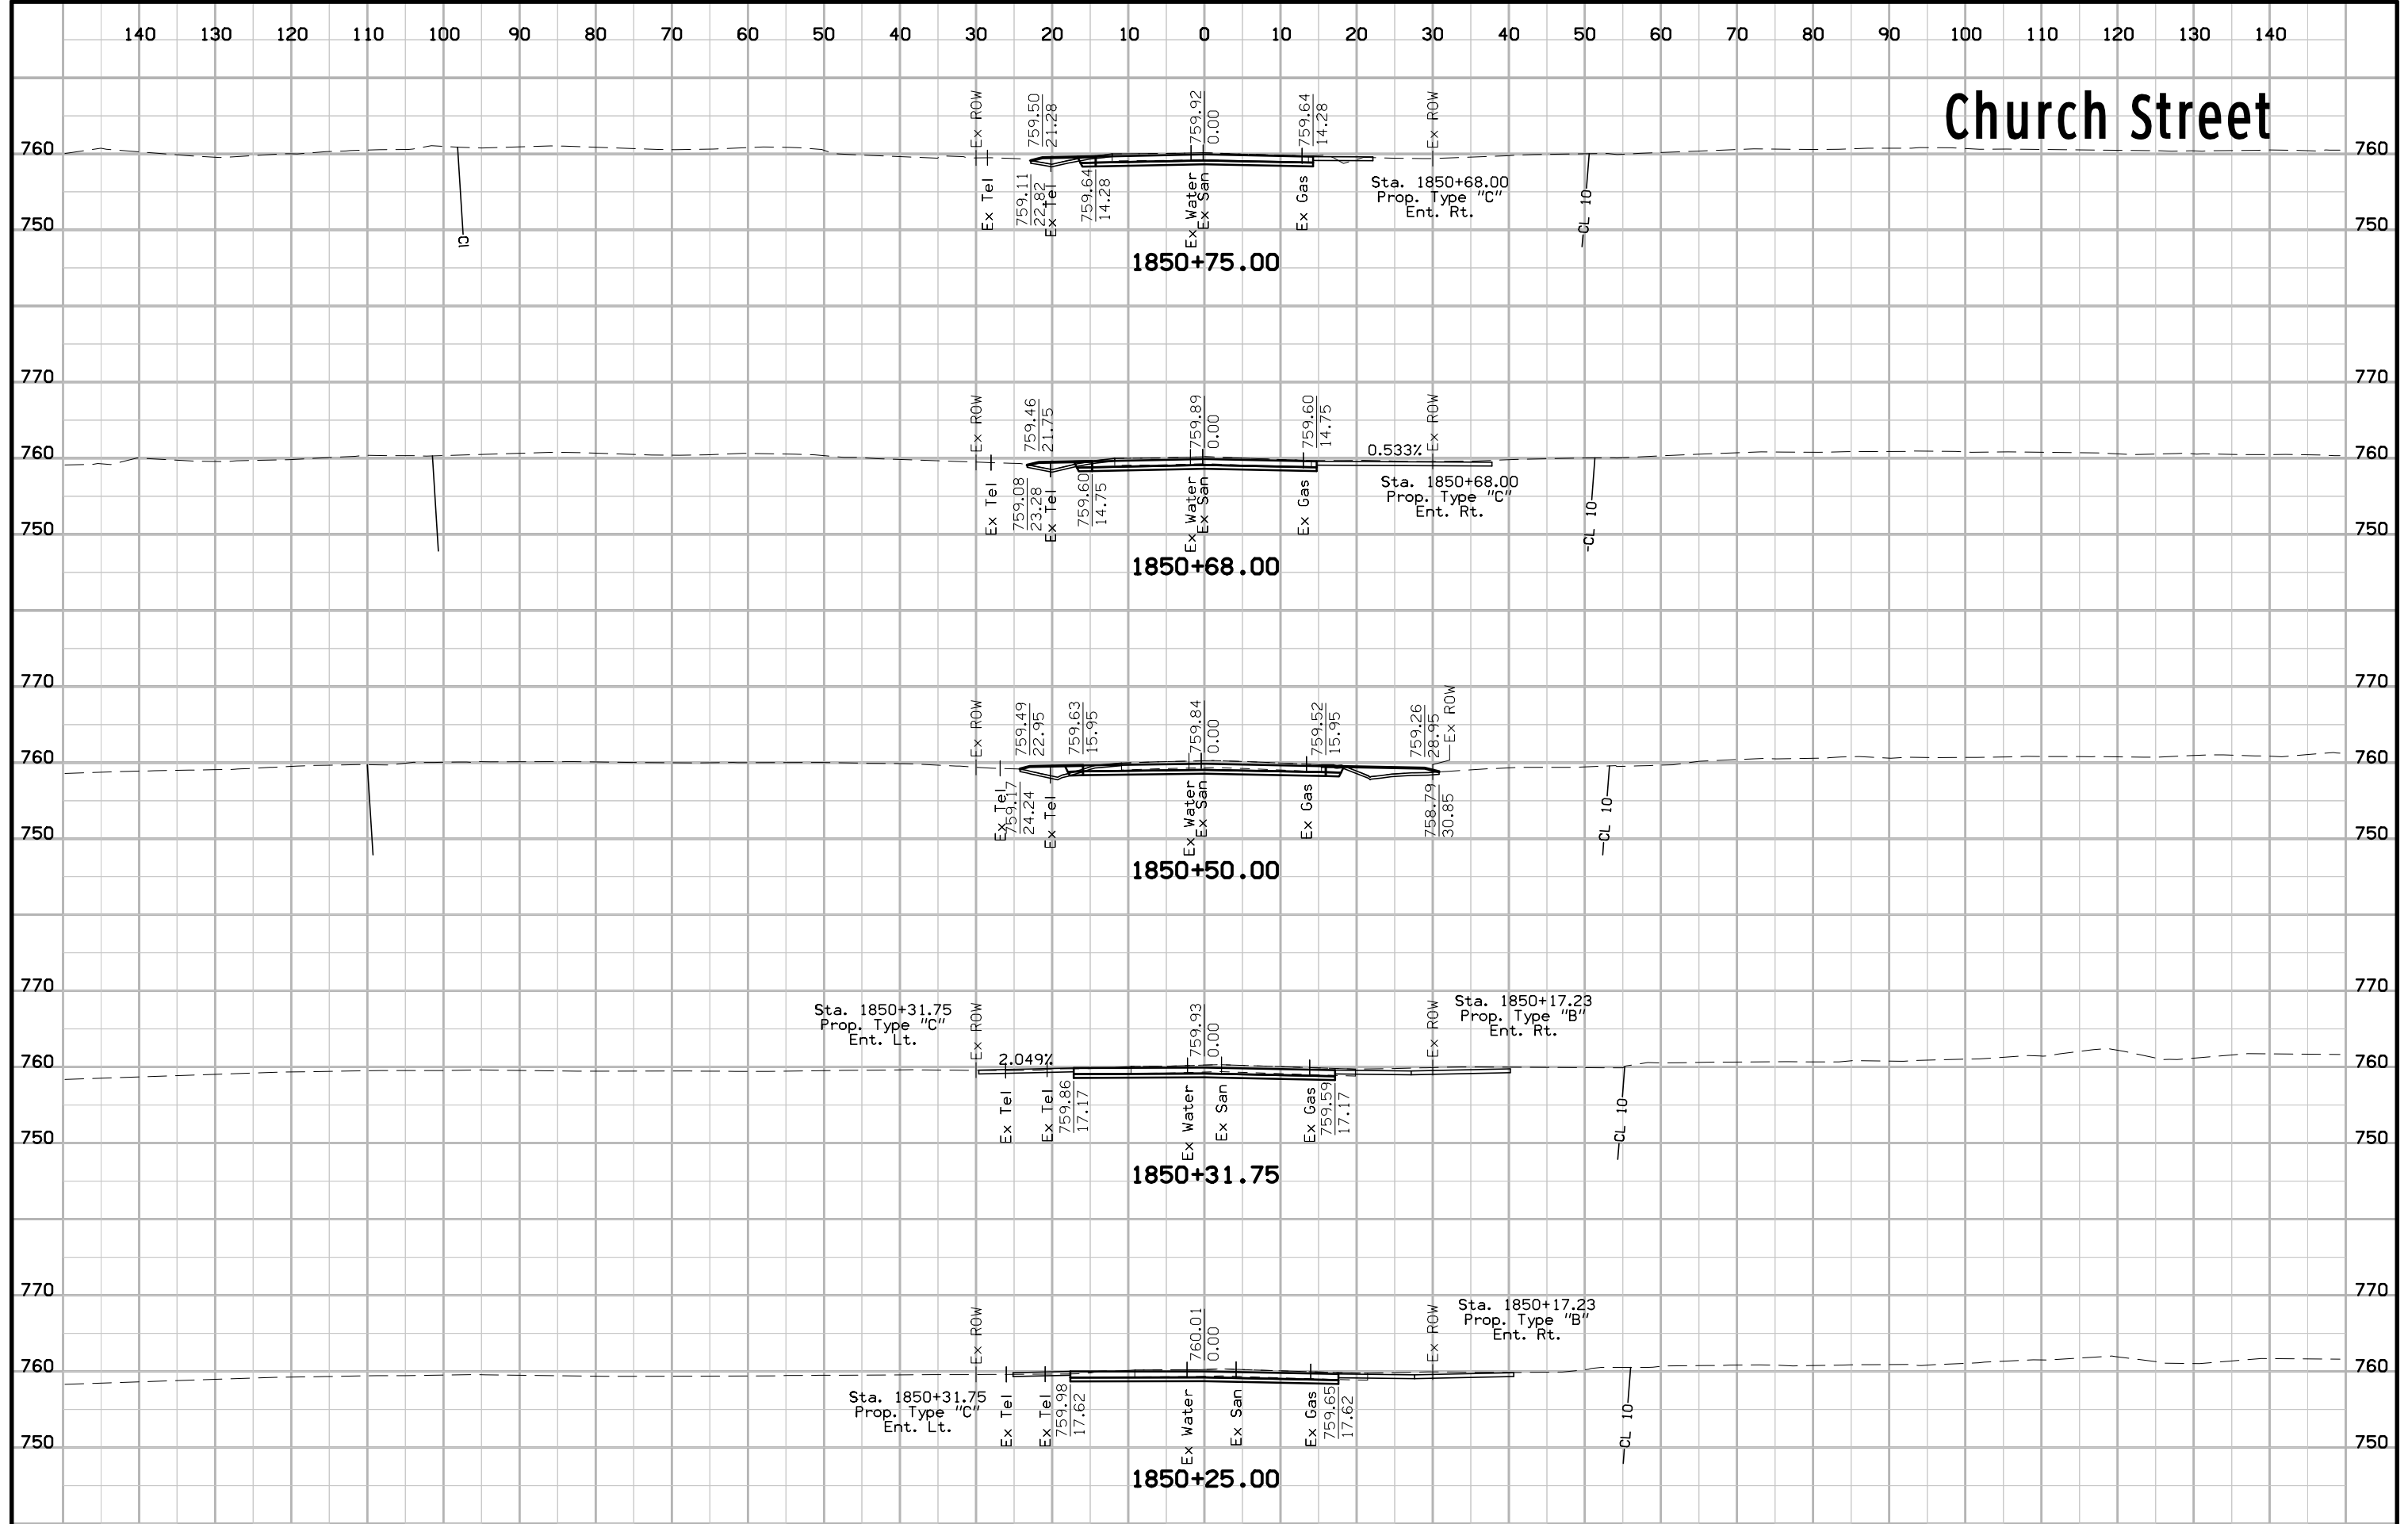 140 130 120 110 100 90 80 70 60 50 40 30 20 10 0 10 20 30 40 50 60 70 80 90 100 110 120 130 140
Church Street
Ex ROW
759.50
21.28
759.92
0.00
759.64
14.28
Ex ROW
760
760
Ex Tel
759.11
22.82
Ex Tel
759.64
14.28
Ex Water
Ex San
Ex Gas
Sta. 1850+68.00
Prop. Type "C"
Ent. Rt.
CL 10
750
750
1850+75.00
770
770
Ex ROW
759.46
21.75
759.89
0.00
759.60
14.75
0.533%
Ex ROW
760
760
Ex Tel
759.08
23.28
Ex Tel
759.60
14.75
Ex Water
Ex San
Ex Gas
Sta. 1850+68.00
Prop. Type "C"
Ent. Rt.
CL 10
750
750
1850+68.00
770
770
Ex ROW
759.49
22.95
759.63
15.95
759.84
0.00
759.52
15.95
759.26
28.95
Ex ROW
760
760
Ex Tel
759.17
24.24
Ex Tel
Ex Water
Ex San
Ex Gas
758.79
30.85
CL 10
750
750
1850+50.00
770
770
Sta. 1850+31.75
Prop. Type "C"
Ent. Lt.
Ex ROW
759.93
0.00
Ex ROW
Sta. 1850+17.23
Prop. Type "B"
Ent. Rt.
760
2.049%
760
Ex Tel
Ex Tel
759.86
17.17
Ex Water
Ex San
Ex Gas
759.59
17.17
CL 10
750
750
1850+31.75
770
770
Ex ROW
760.01
0.00
Ex ROW
Sta. 1850+17.23
Prop. Type "B"
Ent. Rt.
760
760
Sta. 1850+31.75
Prop. Type "C"
Ent. Lt.
Ex Tel
Ex Tel
759.98
17.62
Ex Water
Ex San
Ex Gas
759.65
17.62
CL 10
750
750
1850+25.00